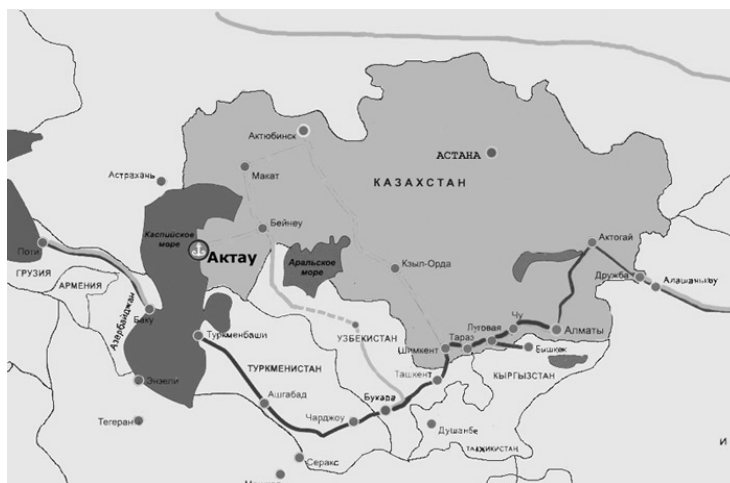 Актюбинск
АСТАНА
Макат
Астрахань
КАЗАХСТАН
Каспийское
море
Бейнеу
Актау
Аральское
море
Кзыл-Орда
Актогай
Дружба
Алашанькоу
Поти
ГРУЗИЯ
АРМЕНИЯ
Азербайджан
Баку
Туркменбаши
УЗБЕКИСТАН
Шимкент
Тараз
Луговая
Чу
Алматы
Бишкек
КЫРГЫЗСТАН
Ташкент
ТУРКМЕНИСТАН
Энзели
Ашгабад
Тегеран
Чарджоу
Бухара
Душанбе
ТАДЖИКИСТАН
Серакс
И